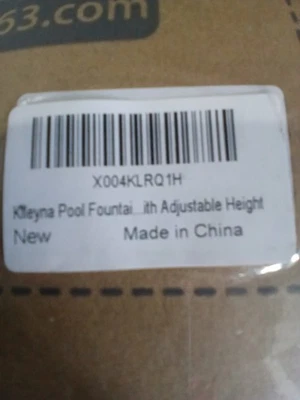 63.com
X004KLRQ1H
Kfleyna Pool Fountai...ith Adjustable Height
New Made in China